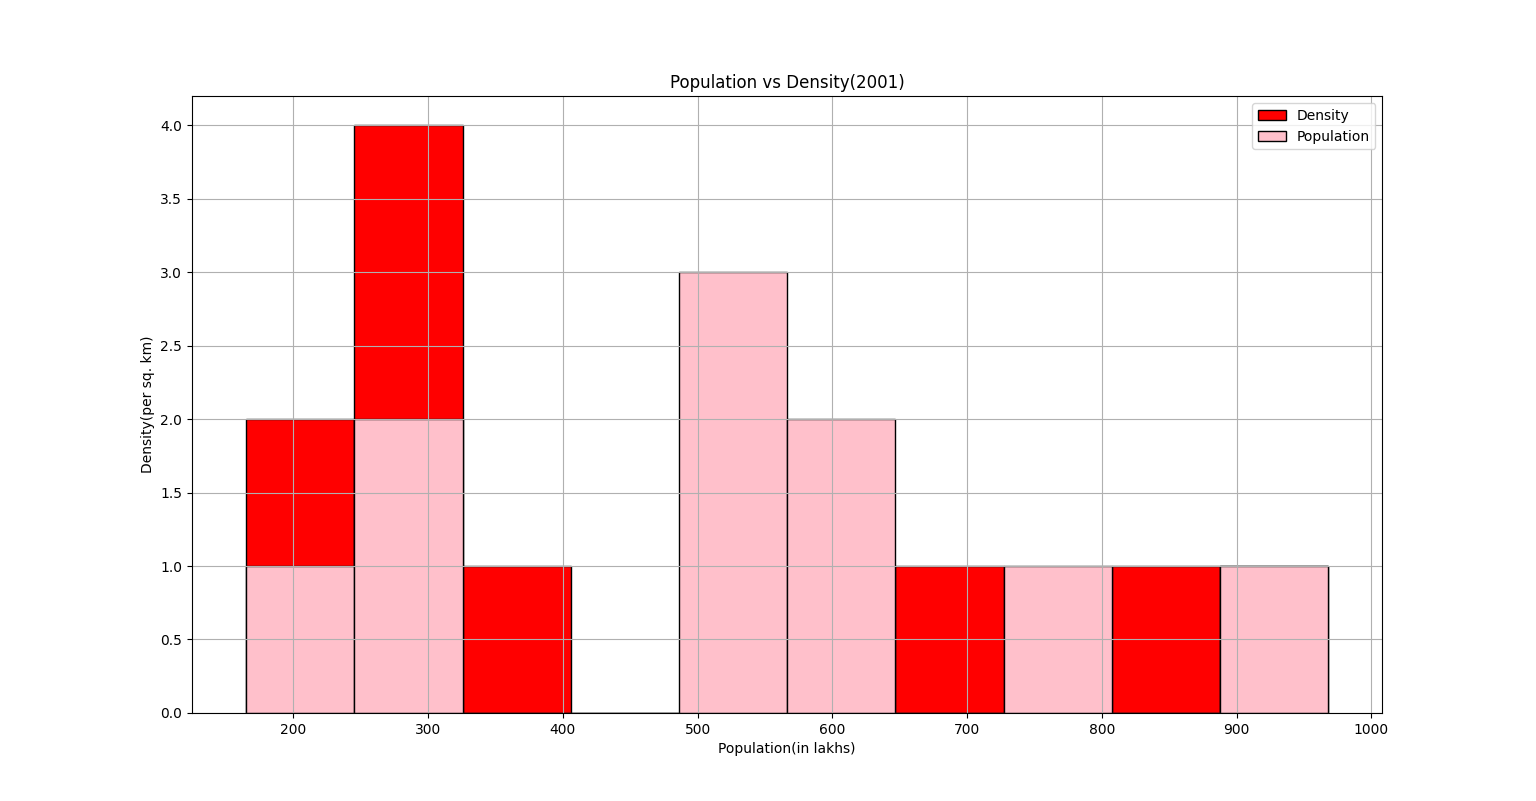 Population vs Density(2001)
Density
Population
4.0
3.5
3.0
2.5
2.0
1.5
1.0
0.5
0.0
Density(per sq. km)
200 300 400 500 600 700 800 900 1000
Population(in lakhs)